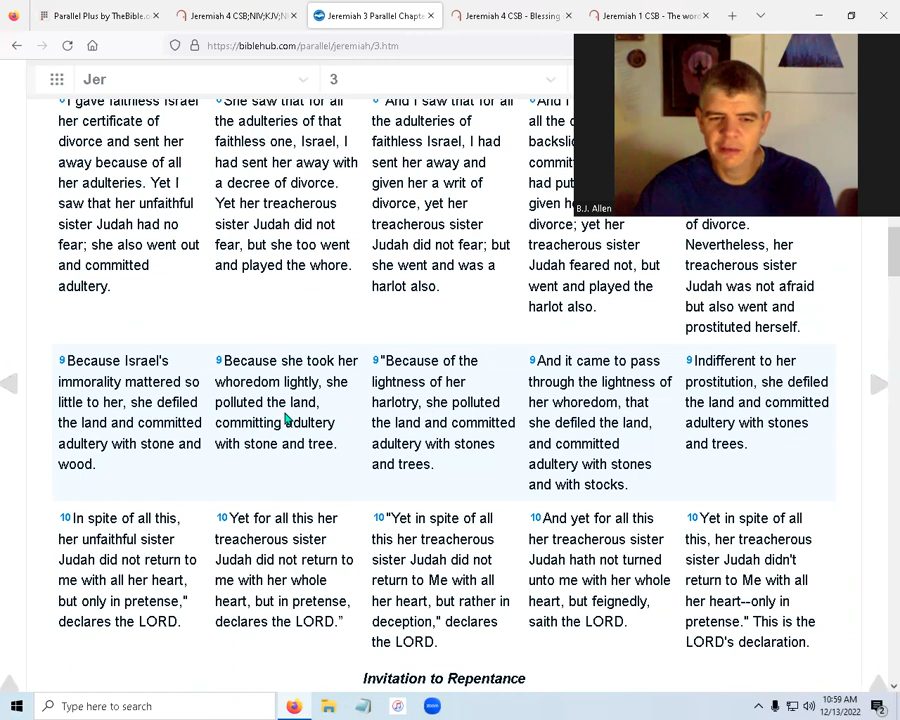 Parallel Plus by TheBible.c
Jeremiah 4 CSB;NIV;KJV;N
Jeremiah 3 Parallel Chapte
Jeremiah 4 CSB - Blessing
Jeremiah 1 CSB - The wor
https://biblehub.com/parallel/jeremiah/3.htm
Jer
3
B.J. Allen
8 I gave faithless Israel
her certificate of
divorce and sent her
away because of all
her adulteries. Yet I
saw that her unfaithful
sister Judah had no
fear; she also went out
and committed
adultery.
8 She saw that for all
the adulteries of that
faithless one, Israel, I
had sent her away with
a decree of divorce.
Yet her treacherous
sister Judah did not
fear, but she too went
and played the whore.
8 "And I saw that for all
the adulteries of
faithless Israel, I had
sent her away and
given her a writ of
divorce, yet her
treacherous sister
Judah did not fear; but
she went and was a
harlot also.
And I
all the
backsli
committ
had put
given he
divorce; yet her
treacherous sister
Judah feared not, but
went and played the
harlot also.
of divorce.
Nevertheless, her
treacherous sister
Judah was not afraid
but also went and
prostituted herself.
9 Because Israel's
immorality mattered so
little to her, she defiled
the land and committed
adultery with stone and
wood.
9 Because she took her
whoredom lightly, she
polluted the land,
committing adultery
with stone and tree.
9 "Because of the
lightness of her
harlotry, she polluted
the land and committed
adultery with stones
and trees.
9 And it came to pass
through the lightness of
her whoredom, that
she defiled the land,
and committed
adultery with stones
and with stocks.
9 Indifferent to her
prostitution, she defiled
the land and committed
adultery with stones
and trees.
10 In spite of all this,
her unfaithful sister
Judah did not return to
me with all her heart,
but only in pretense,"
declares the LORD.
10 Yet for all this her
treacherous sister
Judah did not return to
me with her whole
heart, but in pretense,
declares the LORD.”
10 "Yet in spite of all
this her treacherous
sister Judah did not
return to Me with all
her heart, but rather in
deception," declares
the LORD.
10 And yet for all this
her treacherous sister
Judah hath not turned
unto me with her whole
heart, but feignedly,
saith the LORD.
10 Yet in spite of all
this, her treacherous
sister Judah didn't
return to Me with all
her heart--only in
pretense." This is the
LORD's declaration.
Invitation to Repentance
Type here to search
10:59 AM
12/13/2022
2